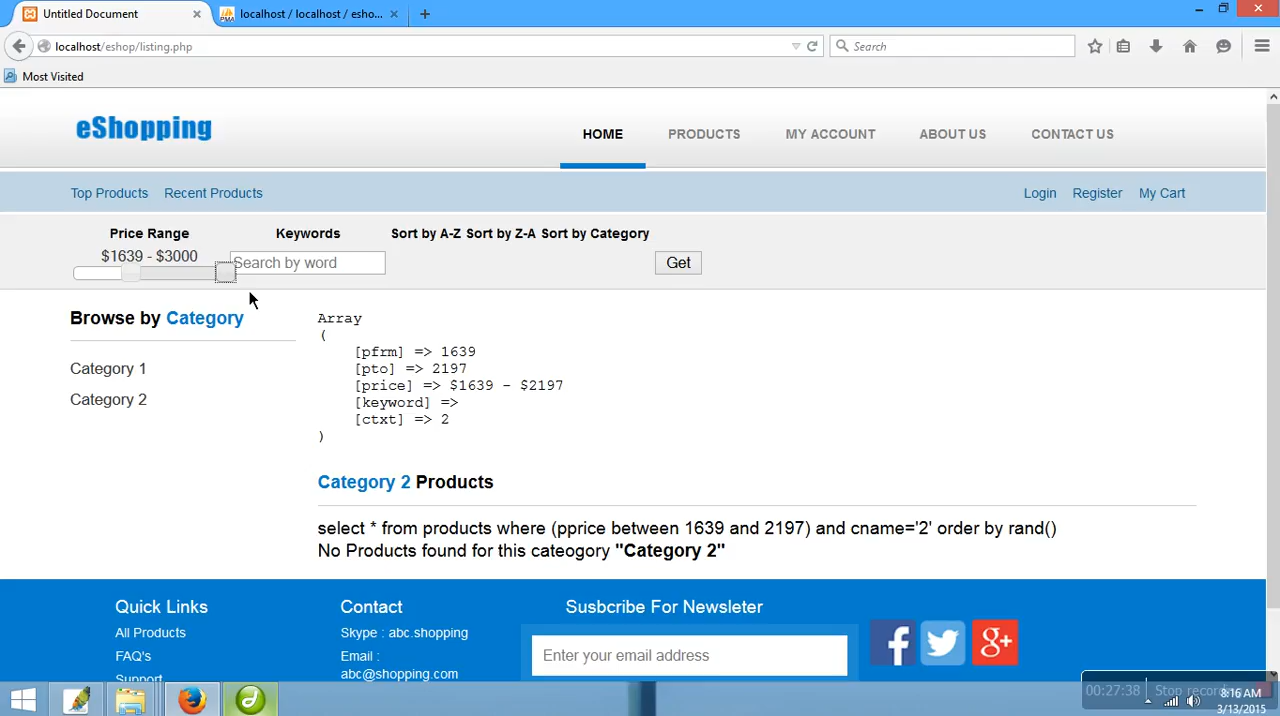 Untitled Document
localhost / localhost / esho...
localhost/eshop/listing.php
Search
Most Visited
eShopping
HOME PRODUCTS MY ACCOUNT ABOUT US CONTACT US
Top Products Recent Products Login Register My Cart
Price Range Keywords Sort by A-Z Sort by Z-A Sort by Category
$1639 - $3000 Search by word Get
Browse by Category
Category 1
Category 2
Array
(
[pfrm] => 1639
[pto] => 2197
[price] => $1639 - $2197
[keyword] =>
[ctxt] => 2
)
Category 2 Products
select * from products where (pprice between 1639 and 2197) and cname='2' order by rand()
No Products found for this cateogory "Category 2"
Quick Links
All Products
FAQ's
Support
Contact
Skype : abc.shopping
Email :
abc@shopping.com
Susbcribe For Newsleter
Enter your email address
00:27:38 Stop recording
8:16 AM
3/13/2015